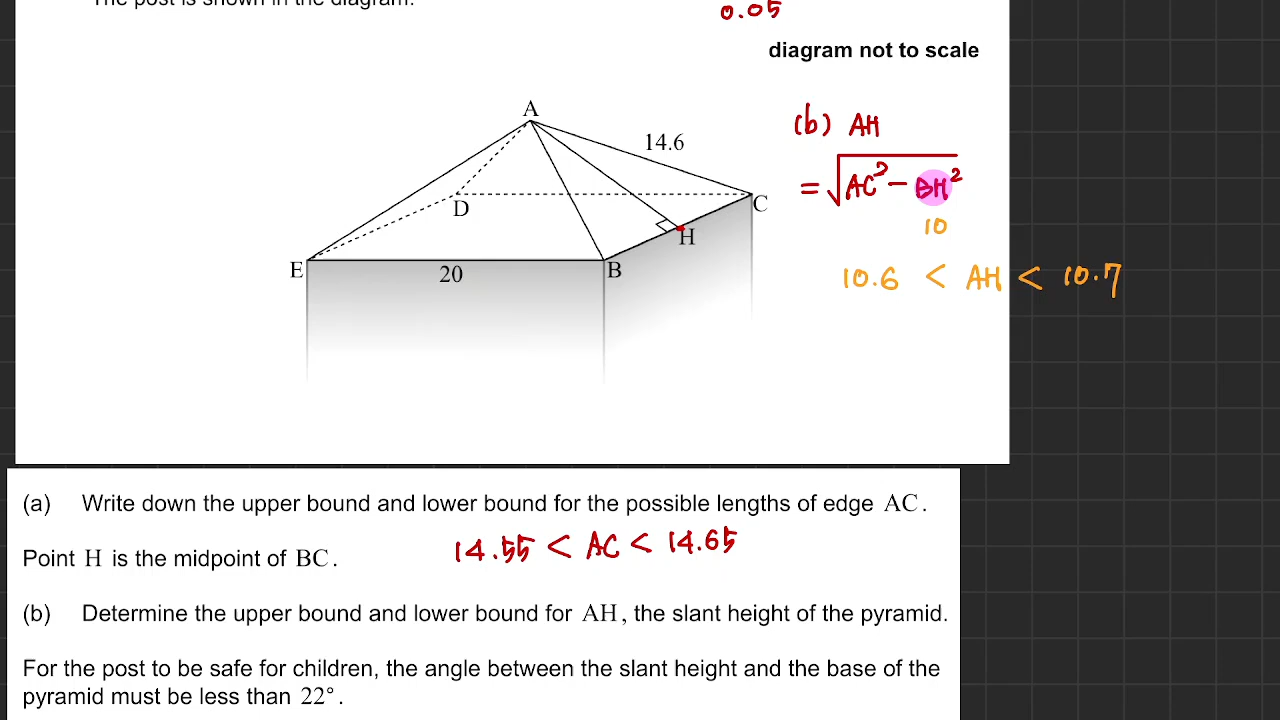 The post is shown in the diagram.
0.05
diagram not to scale
A
14.6
(b) AH
= √AC² − BH²
10
D
C
H
E
20
B
10.6 < AH < 10.7
(a) Write down the upper bound and lower bound for the possible lengths of edge AC.
14.55 < AC < 14.65
Point H is the midpoint of BC.
(b) Determine the upper bound and lower bound for AH, the slant height of the pyramid.
For the post to be safe for children, the angle between the slant height and the base of the
pyramid must be less than 22°.